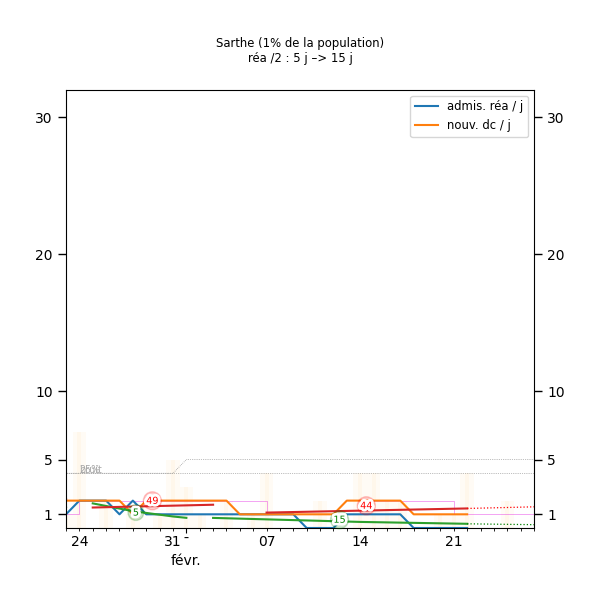 Sarthe (1% de la population)
réa /2 : 5 j –> 15 j
admis. réa / j
nouv. dc / j
30 30
20 20
10 10
5 5
25%
49
44
5
15
1 1
24 31 - 07 14 21
févr.